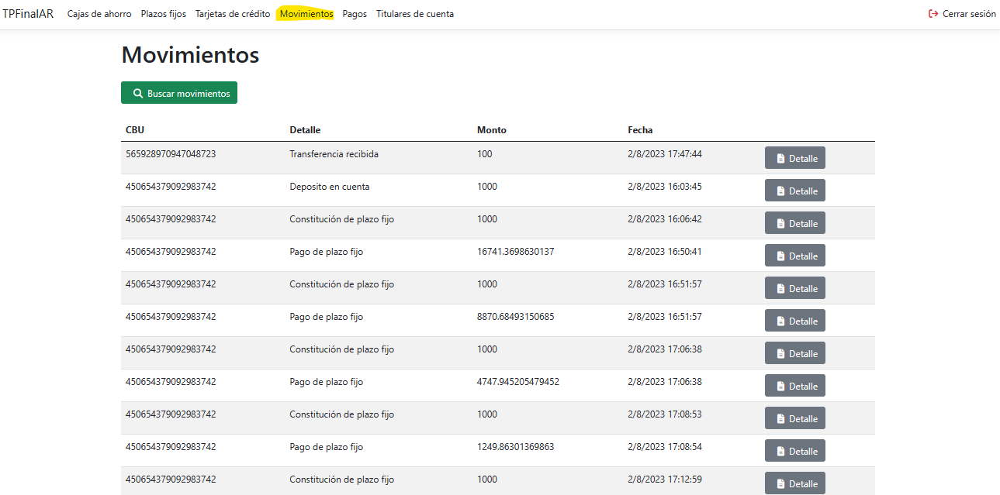 TPFinalAR Cajas de ahorro Plazos fijos Tarjetas de crédito Movimientos Pagos Titulares de cuenta Cerrar sesión
Movimientos
Buscar movimientos
CBU Detalle Monto Fecha
565928970947048723 Transferencia recibida 100 2/8/2023 17:47:44 Detalle
450654379092983742 Deposito en cuenta 1000 2/8/2023 16:03:45 Detalle
450654379092983742 Constitución de plazo fijo 1000 2/8/2023 16:06:42 Detalle
450654379092983742 Pago de plazo fijo 16741.3698630137 2/8/2023 16:50:41 Detalle
450654379092983742 Constitución de plazo fijo 1000 2/8/2023 16:51:57 Detalle
450654379092983742 Pago de plazo fijo 8870.68493150685 2/8/2023 16:51:57 Detalle
450654379092983742 Constitución de plazo fijo 1000 2/8/2023 17:06:38 Detalle
450654379092983742 Pago de plazo fijo 4747.945205479452 2/8/2023 17:06:38 Detalle
450654379092983742 Constitución de plazo fijo 1000 2/8/2023 17:08:53 Detalle
450654379092983742 Pago de plazo fijo 1249.86301369863 2/8/2023 17:08:54 Detalle
450654379092983742 Constitución de plazo fijo 1000 2/8/2023 17:12:59 Detalle